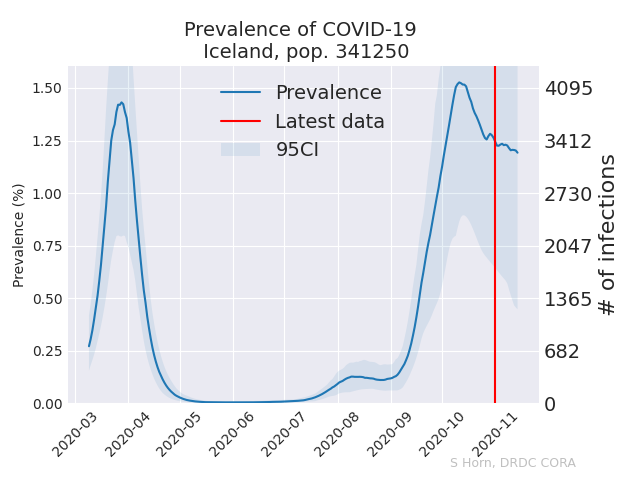 Prevalence of COVID-19
Iceland, pop. 341250
Prevalence
Latest data
95CI
Prevalence (%)
1.50
1.25
1.00
0.75
0.50
0.25
0.00
4095
3412
2730
2047
1365
682
0
# of infections
2020-03
2020-04
2020-05
2020-06
2020-07
2020-08
2020-09
2020-10
2020-11
S Horn, DRDC CORA